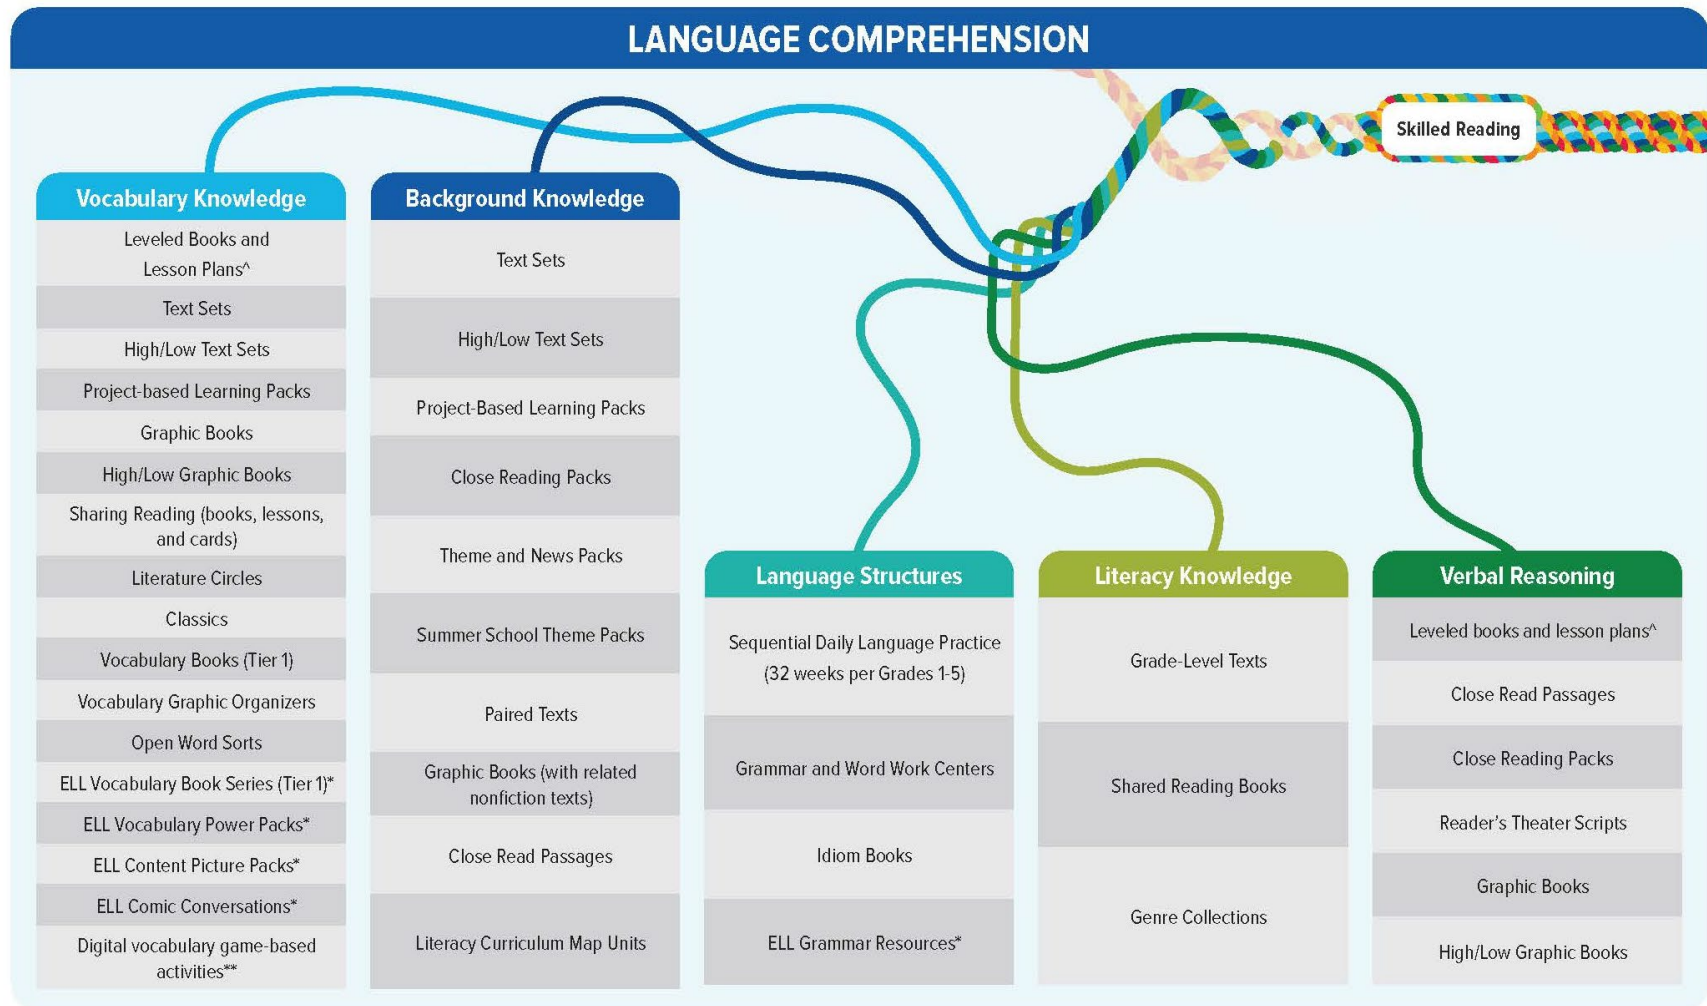 LANGUAGE COMPREHENSION
Skilled Reading
Vocabulary Knowledge
Leveled Books and
Lesson Plans^
Text Sets
High/Low Text Sets
Project-based Learning Packs
Graphic Books
High/Low Graphic Books
Sharing Reading (books, lessons,
and cards)
Literature Circles
Classics
Vocabulary Books (Tier 1)
Vocabulary Graphic Organizers
Open Word Sorts
ELL Vocabulary Book Series (Tier 1)*
ELL Vocabulary Power Packs*
ELL Content Picture Packs*
ELL Comic Conversations*
Digital vocabulary game-based
activities**
Background Knowledge
Text Sets
High/Low Text Sets
Project-Based Learning Packs
Close Reading Packs
Theme and News Packs
Summer School Theme Packs
Paired Texts
Graphic Books (with related
nonfiction texts)
Close Read Passages
Literacy Curriculum Map Units
Language Structures
Sequential Daily Language Practice
(32 weeks per Grades 1-5)
Grammar and Word Work Centers
Idiom Books
ELL Grammar Resources*
Literacy Knowledge
Grade-Level Texts
Shared Reading Books
Genre Collections
Verbal Reasoning
Leveled books and lesson plans^
Close Read Passages
Close Reading Packs
Reader's Theater Scripts
Graphic Books
High/Low Graphic Books